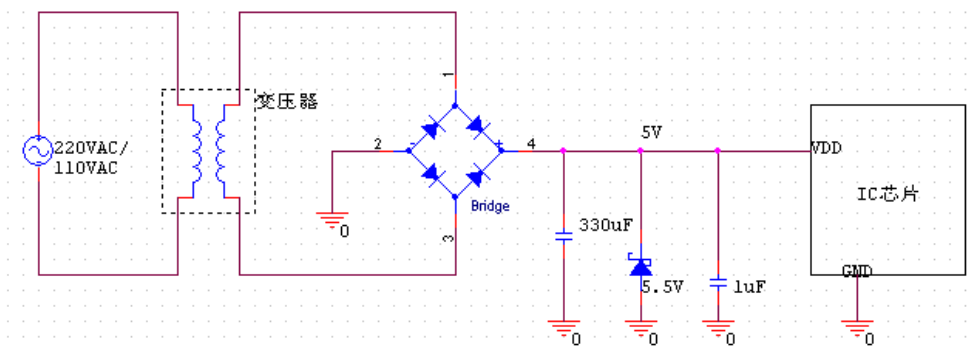 变压器
220VAC/
110VAC
1
2
-
+
4
5V
VDD
IC芯片
Bridge
3
0
330uF
5.5V
1uF
GND
0
0
0
0